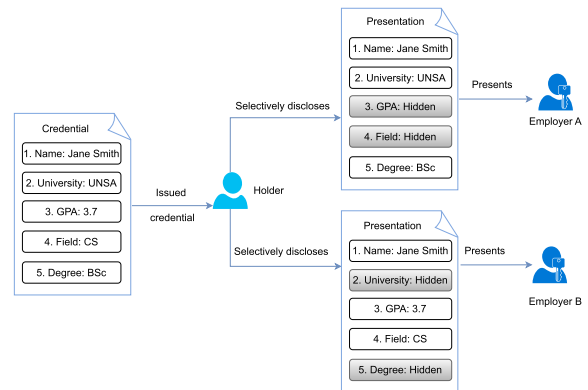 Credential
1. Name: Jane Smith
2. University: UNSA
3. GPA: 3.7
4. Field: CS
5. Degree: BSc
Issued
credential
Holder
Selectively discloses
Presentation
1. Name: Jane Smith
2. University: UNSA
3. GPA: Hidden
4. Field: Hidden
5. Degree: BSc
Presents
Employer A
Selectively discloses
Presentation
1. Name: Jane Smith
2. University: Hidden
3. GPA: 3.7
4. Field: CS
5. Degree: Hidden
Presents
Employer B